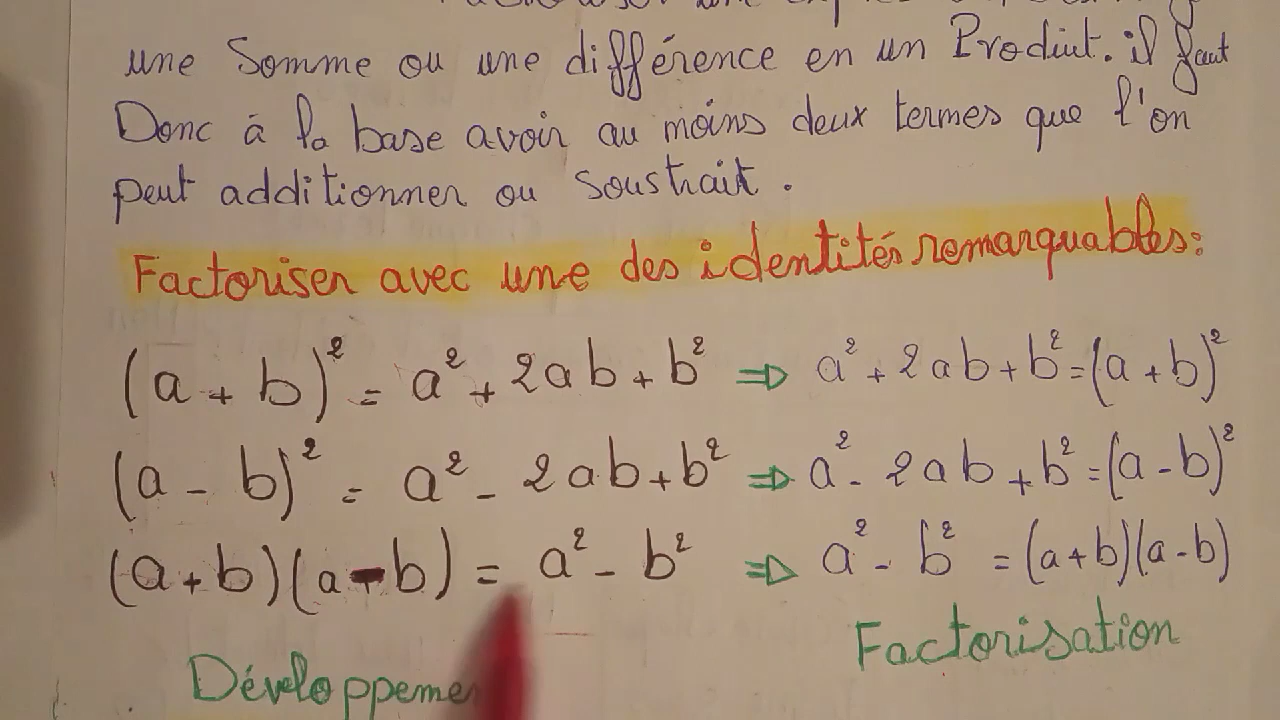 une Somme ou une différence en un Produit. il faut
Donc à la base avoir au moins deux termes que l'on
peut additionner ou soustrait.
Factoriser avec une des identités remarquables:
(a + b)² = a² + 2ab + b² ⇒ a² + 2ab + b² = (a + b)²
(a - b)² = a² - 2ab + b² ⇒ a² - 2ab + b² = (a - b)²
(a + b)(a - b) = a² - b² ⇒ a² - b² = (a + b)(a - b)
Factorisation
Développemen